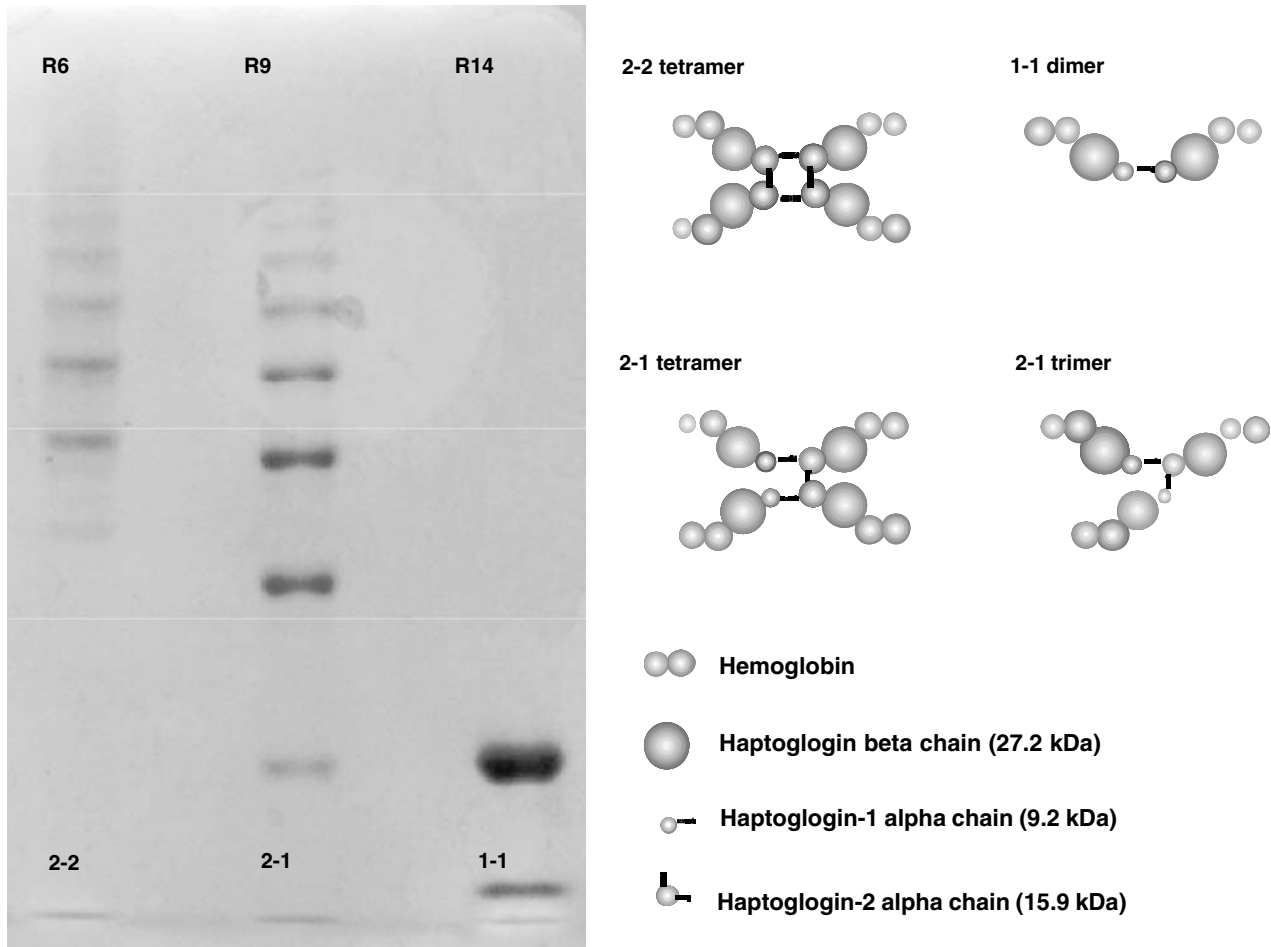 R6
R9
R14
2-2
2-1
1-1
2-2 tetramer
1-1 dimer
2-1 tetramer
2-1 trimer
Hemoglobin
Haptoglogin beta chain (27.2 kDa)
Haptoglogin-1 alpha chain (9.2 kDa)
Haptoglogin-2 alpha chain (15.9 kDa)